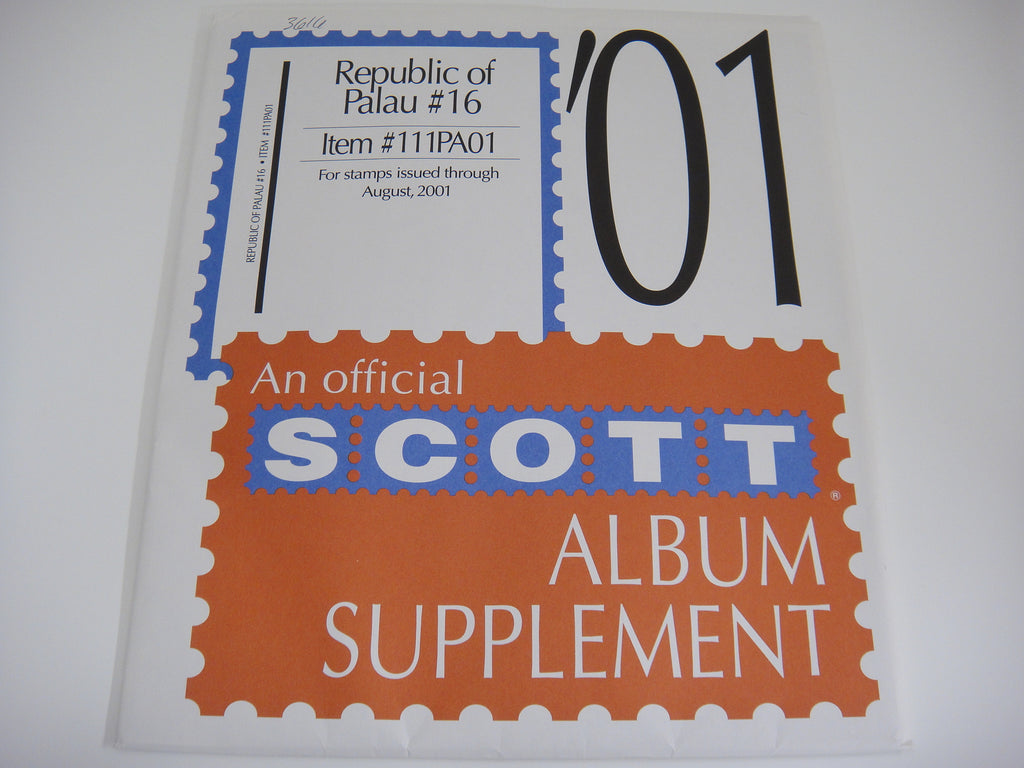 3616
Republic of
Palau #16
Item #111PA01
For stamps issued through
August, 2001
REPUBLIC OF PALAU #16 • ITEM #111PA01
'01
An official
SCOTT®
ALBUM
SUPPLEMENT